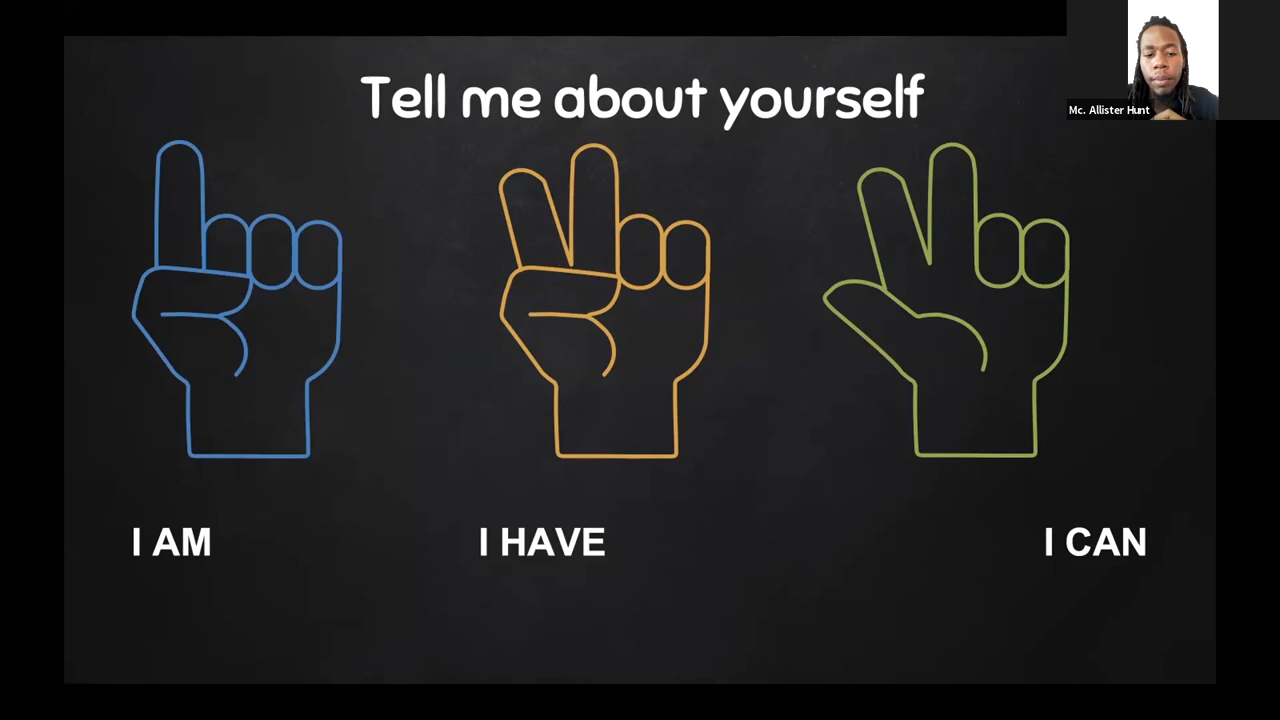 Tell me about yourself
Mc. Allister Hunt
I AM
I HAVE
I CAN